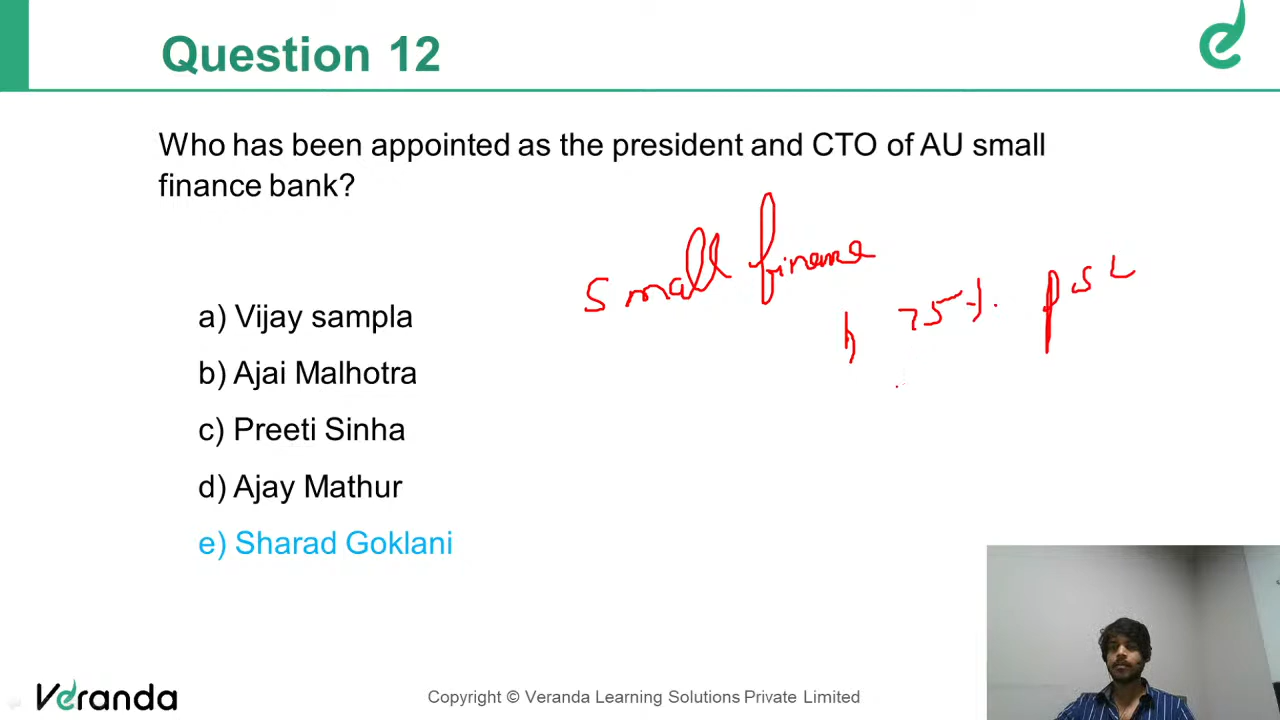 Question 12
Who has been appointed as the president and CTO of AU small
finance bank?
small finance
75%. PSL
a) Vijay sampla
b) Ajai Malhotra
c) Preeti Sinha
d) Ajay Mathur
e) Sharad Goklani
Veranda
Copyright © Veranda Learning Solutions Private Limited